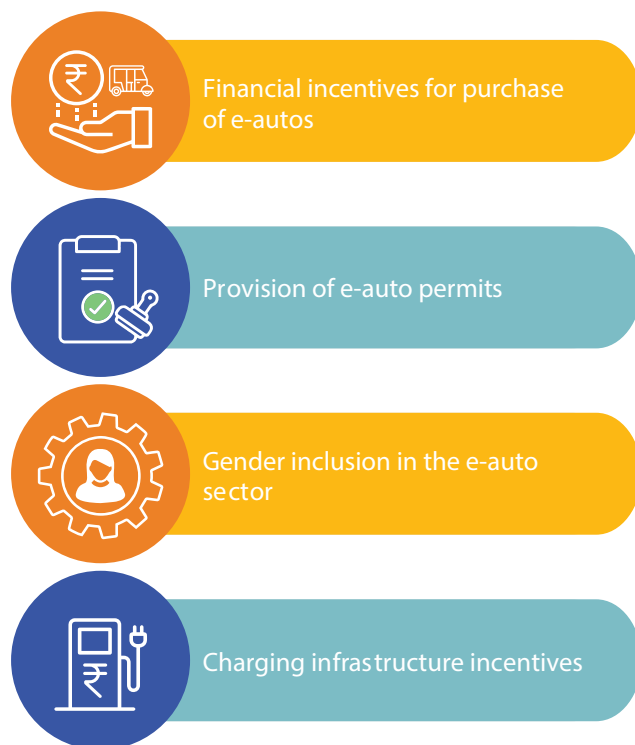 ₹
Financial incentives for purchase
of e-autos
Provision of e-auto permits
Gender inclusion in the e-auto
sector
₹
Charging infrastructure incentives